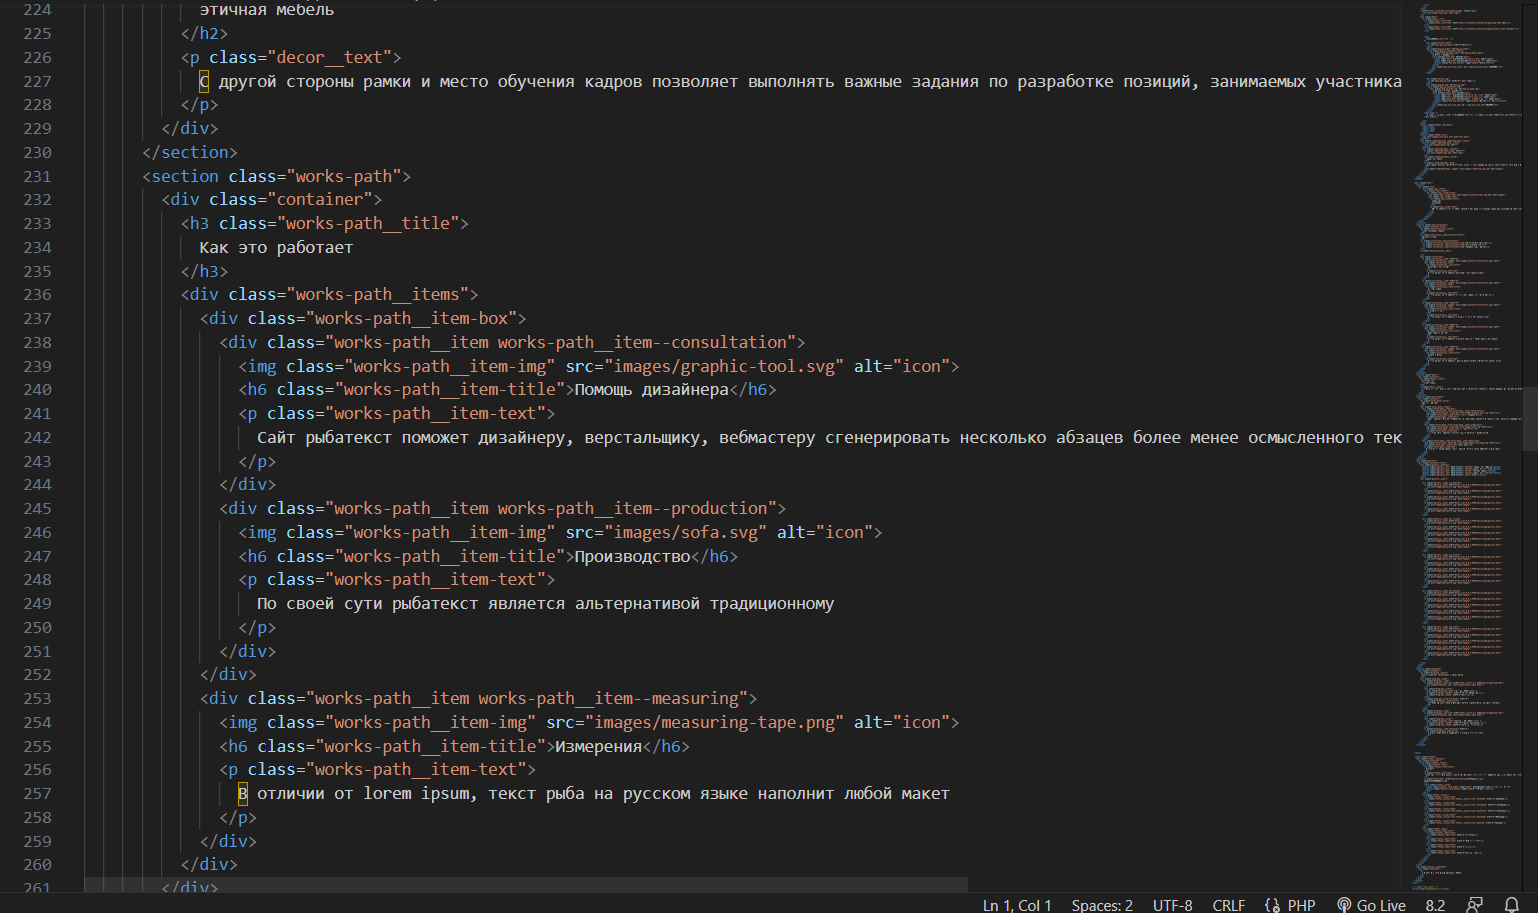 224 этичная мебель
225 </h2>
226 <p class="decor__text">
227 С другой стороны рамки и место обучения кадров позволяет выполнять важные задания по разработке позиций, занимаемых участника
228 </p>
229 </div>
230 </section>
231 <section class="works-path">
232 <div class="container">
233 <h3 class="works-path__title">
234 Как это работает
235 </h3>
236 <div class="works-path__items">
237 <div class="works-path__item-box">
238 <div class="works-path__item works-path__item--consultation">
239 <img class="works-path__item-img" src="images/graphic-tool.svg" alt="icon">
240 <h6 class="works-path__item-title">Помощь дизайнера</h6>
241 <p class="works-path__item-text">
242 Сайт рыбатекст поможет дизайнеру, верстальщику, вебмастеру сгенерировать несколько абзацев более менее осмысленного тек
243 </p>
244 </div>
245 <div class="works-path__item works-path__item--production">
246 <img class="works-path__item-img" src="images/sofa.svg" alt="icon">
247 <h6 class="works-path__item-title">Производство</h6>
248 <p class="works-path__item-text">
249 По своей сути рыбатекст является альтернативой традиционному
250 </p>
251 </div>
252 </div>
253 <div class="works-path__item works-path__item--measuring">
254 <img class="works-path__item-img" src="images/measuring-tape.png" alt="icon">
255 <h6 class="works-path__item-title">Измерения</h6>
256 <p class="works-path__item-text">
257 В отличии от lorem ipsum, текст рыба на русском языке наполнит любой макет
258 </p>
259 </div>
260 </div>
261 </div>
Ln 1, Col 1 Spaces: 2 UTF-8 CRLF PHP Go Live 8.2